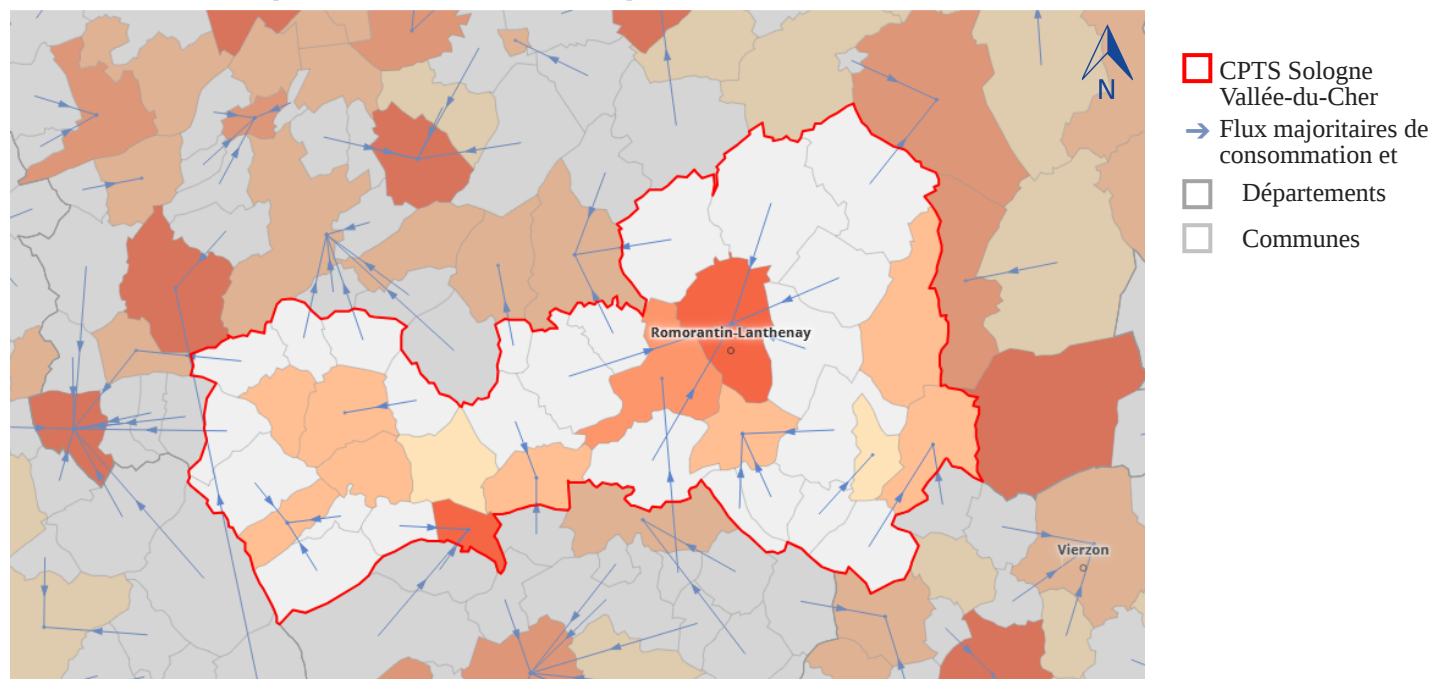 N
CPTS Sologne
Vallée-du-Cher
Flux majoritaires de
consommation et
Départements
Communes
Romorantin-Lanthenay
Vierzon